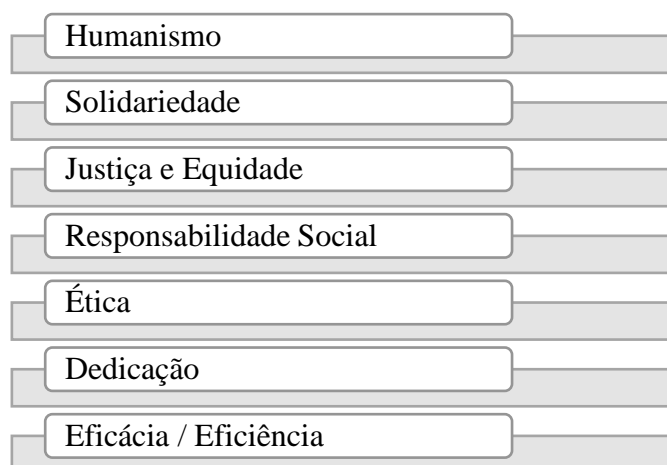 Humanismo
Solidariedade
Justiça e Equidade
Responsabilidade Social
Ética
Dedicação
Eficácia / Eficiência